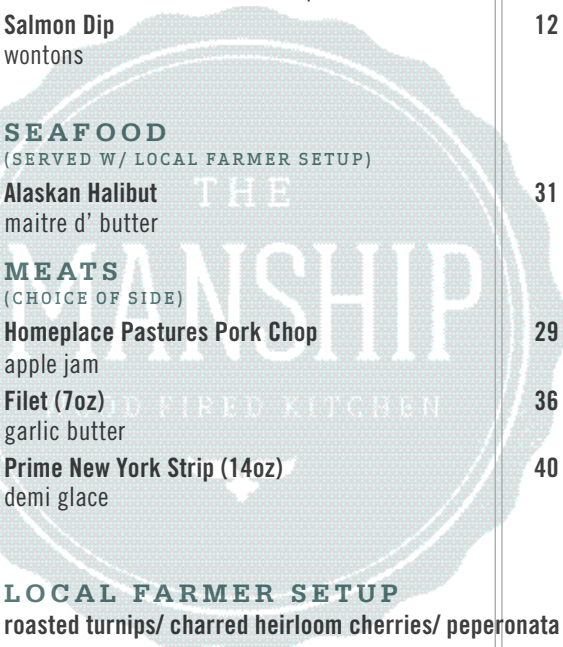 Salmon Dip 12
wontons
SEAFOOD
(SERVED W/ LOCAL FARMER SETUP)
Alaskan Halibut 31
maitre d’ butter
MEATS
(CHOICE OF SIDE)
Homeplace Pastures Pork Chop 29
apple jam
Filet (7oz) 36
garlic butter
Prime New York Strip (14oz) 40
demi glace
LOCAL FARMER SETUP
roasted turnips/ charred heirloom cherries/ peperonata
THE
MANSHIP
WOOD FIRED KITCHEN